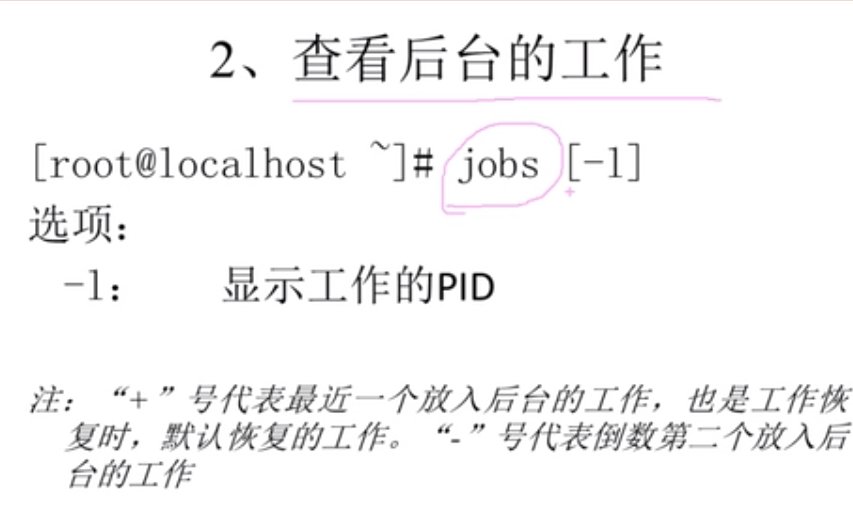 2、查看后台的工作
[root@localhost ~]# jobs [-l]
选项：
-l： 显示工作的PID
注：“+”号代表最近一个放入后台的工作，也是工作恢
复时，默认恢复的工作。“-”号代表倒数第二个放入后
台的工作